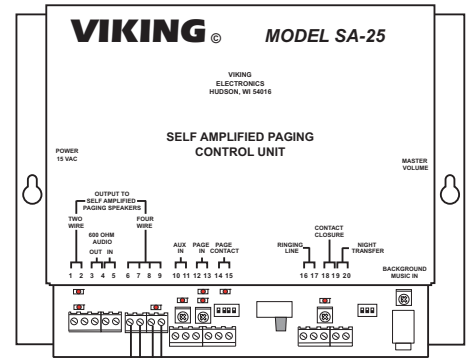 VIKING ©
MODEL SA-25
VIKING
ELECTRONICS
HUDSON, WI 54016
SELF AMPLIFIED PAGING
CONTROL UNIT
POWER
15 VAC
MASTER
VOLUME
OUTPUT TO
SELF AMPLIFIED
PAGING SPEAKERS
TWO
WIRE
FOUR
WIRE
600 OHM
AUDIO
OUT IN
AUX
IN
PAGE
IN
PAGE
CONTACT
RINGING
LINE
CONTACT
CLOSURE
NIGHT
TRANSFER
BACKGROUND
MUSIC IN
1 2 3 4 5 6 7 8 9 10 11 12 13 14 15 16 17 18 19 20